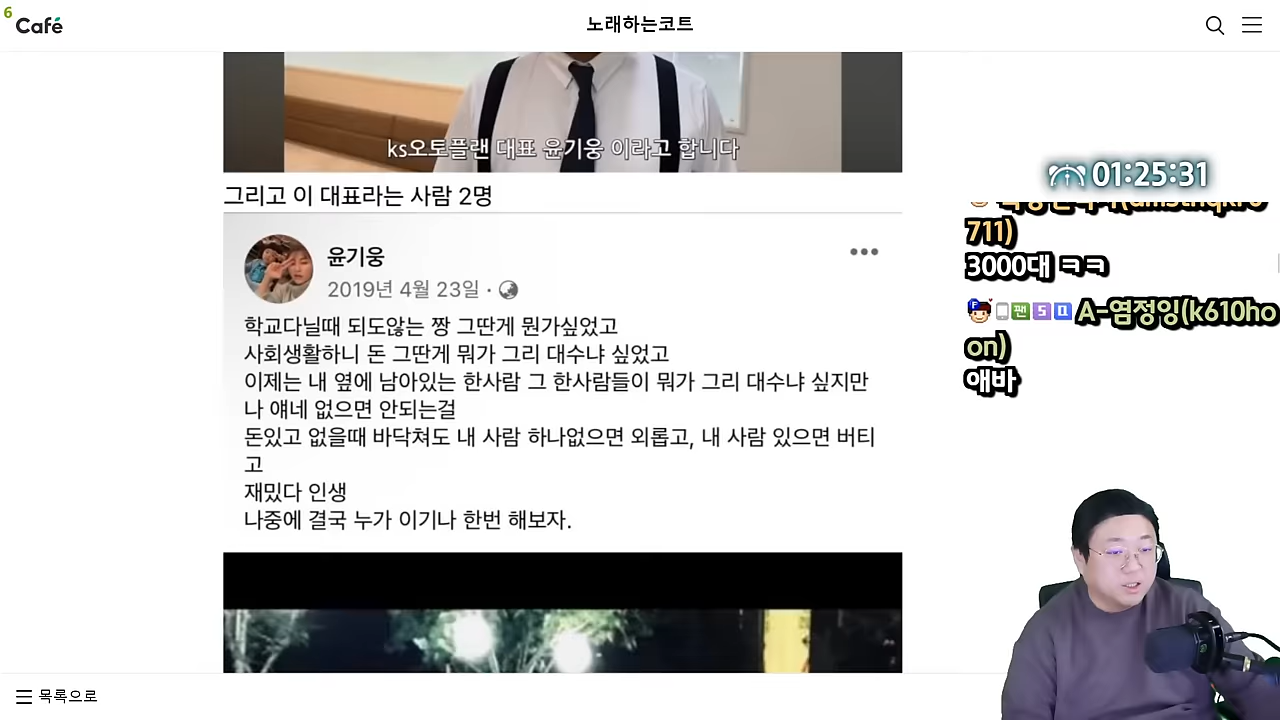 6
Café
노래하는코트
ks오토플랜 대표 윤기웅 이라고 합니다
그리고 이 대표라는 사람 2명
윤기웅
2019년 4월 23일 ·
학교다닐때 되도않는 짱 그딴게 뭔가싶었고
사회생활하니 돈 그딴게 뭐가 그리 대수냐 싶었고
이제는 내 옆에 남아있는 한사람 그 한사람들이 뭐가 그리 대수냐 싶지만
나 얘네 없으면 안되는걸
돈있고 없을때 바닥쳐도 내 사람 하나없으면 외롭고, 내 사람 있으면 버티
고
재밌다 인생
나중에 결국 누가 이기나 한번 해보자.
01:25:31
711)
3000대 ㅋㅋ
팬 5 A-염정잉(k610ho
on)
애바
목록으로